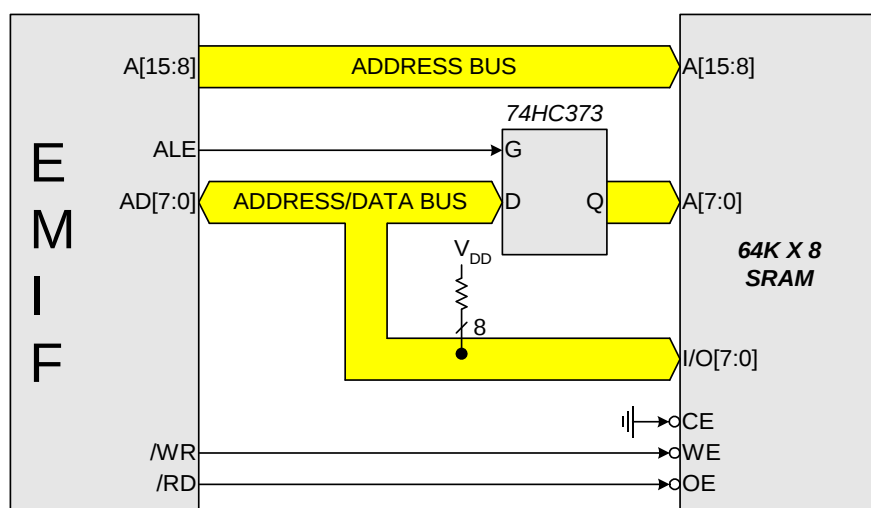 A[15:8]
ADDRESS BUS
A[15:8]
74HC373
ALE
G
E
M
I
F
AD[7:0]
ADDRESS/DATA BUS
D
Q
A[7:0]
VDD
64K X 8
SRAM
8
I/O[7:0]
CE
/WR
WE
/RD
OE